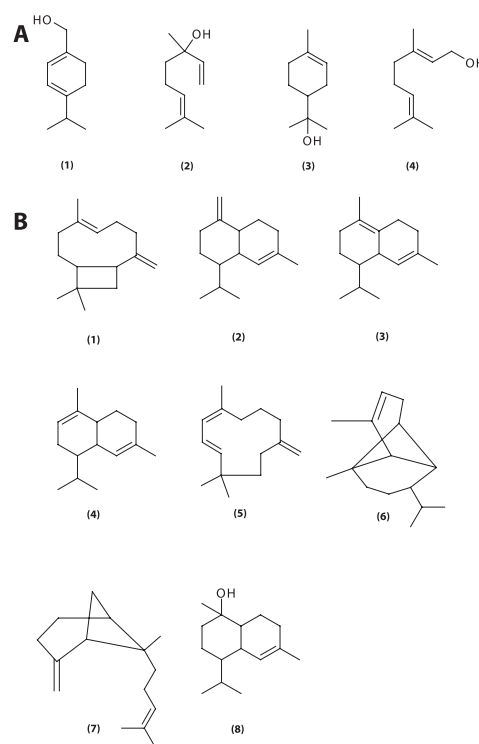 A
HO
OH
OH
OH
(1)
(2)
(3)
(4)
B
(1)
(2)
(3)
(4)
(5)
(6)
OH
(7)
(8)